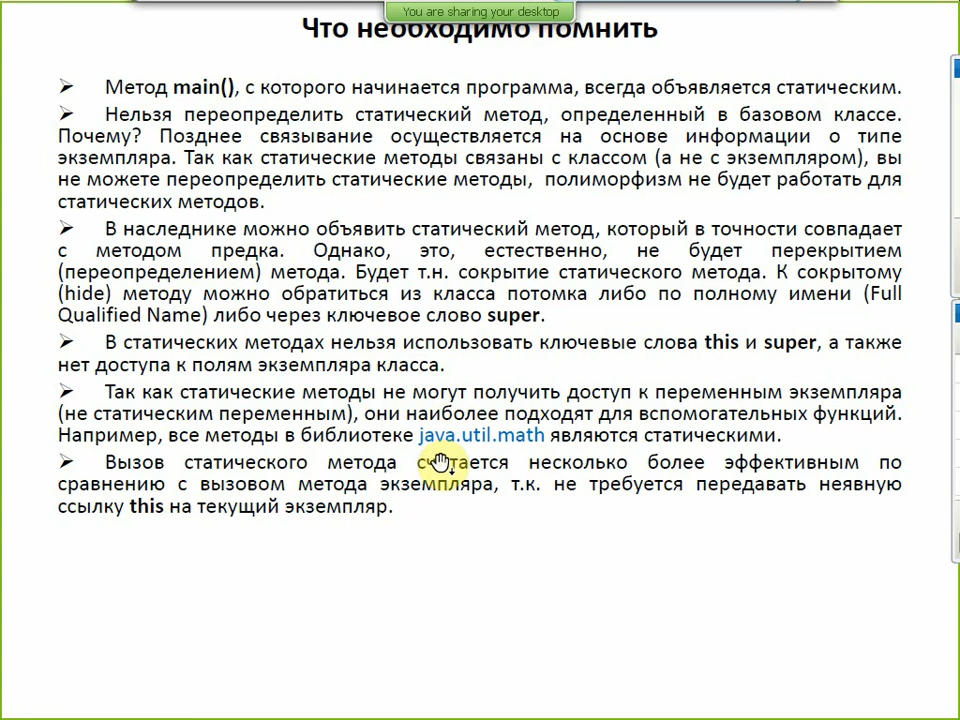 You are sharing your desktop
Что необходимо помнить
➢ Метод main(), с которого начинается программа, всегда объявляется статическим.
➢ Нельзя переопределить статический метод, определенный в базовом классе.
Почему? Позднее связывание осуществляется на основе информации о типе
экземпляра. Так как статические методы связаны с классом (а не с экземпляром), вы
не можете переопределить статические методы, полиморфизм не будет работать для
статических методов.
➢ В наследнике можно объявить статический метод, который в точности совпадает
с методом предка. Однако, это, естественно, не будет перекрытием
(переопределением) метода. Будет т.н. сокрытие статического метода. К сокрытому
(hide) методу можно обратиться из класса потомка либо по полному имени (Full
Qualified Name) либо через ключевое слово super.
➢ В статических методах нельзя использовать ключевые слова this и super, а также
нет доступа к полям экземпляра класса.
➢ Так как статические методы не могут получить доступ к переменным экземпляра
(не статическим переменным), они наиболее подходят для вспомогательных функций.
Например, все методы в библиотеке java.util.math являются статическими.
➢ Вызов статического метода считается несколько более эффективным по
сравнению с вызовом метода экземпляра, т.к. не требуется передавать неявную
ссылку this на текущий экземпляр.